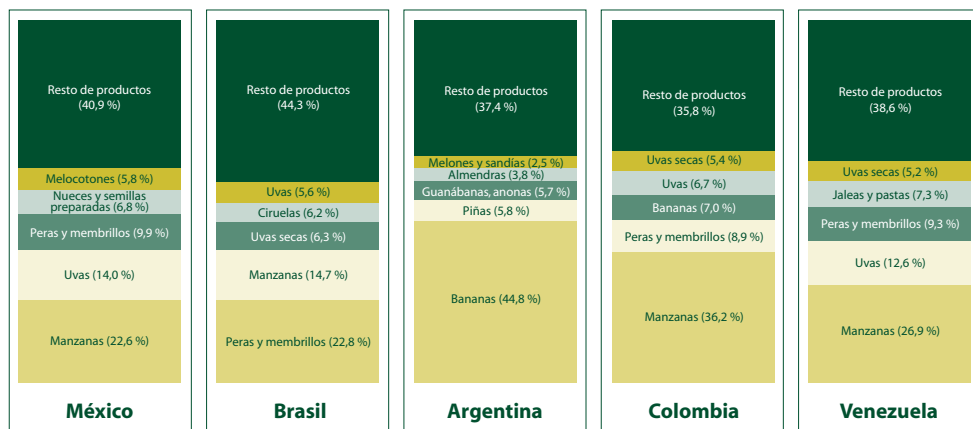 Resto de productos
(40,9 %)
Melocotones (5,8 %)
Nueces y semillas
preparadas (6,8 %)
Peras y membrillos (9,9 %)
Uvas (14,0 %)
Manzanas (22,6 %)
México
Resto de productos
(44,3 %)
Uvas (5,6 %)
Ciruelas (6,2 %)
Uvas secas (6,3 %)
Manzanas (14,7 %)
Peras y membrillos (22,8 %)
Brasil
Resto de productos
(37,4 %)
Melones y sandías (2,5 %)
Almendras (3,8 %)
Guanábanas, anonas (5,7 %)
Piñas (5,8 %)
Bananas (44,8 %)
Argentina
Resto de productos
(35,8 %)
Uvas secas (5,4 %)
Uvas (6,7 %)
Bananas (7,0 %)
Peras y membrillos (8,9 %)
Manzanas (36,2 %)
Colombia
Resto de productos
(38,6 %)
Uvas secas (5,2 %)
Jaleas y pastas (7,3 %)
Peras y membrillos (9,3 %)
Uvas (12,6 %)
Manzanas (26,9 %)
Venezuela